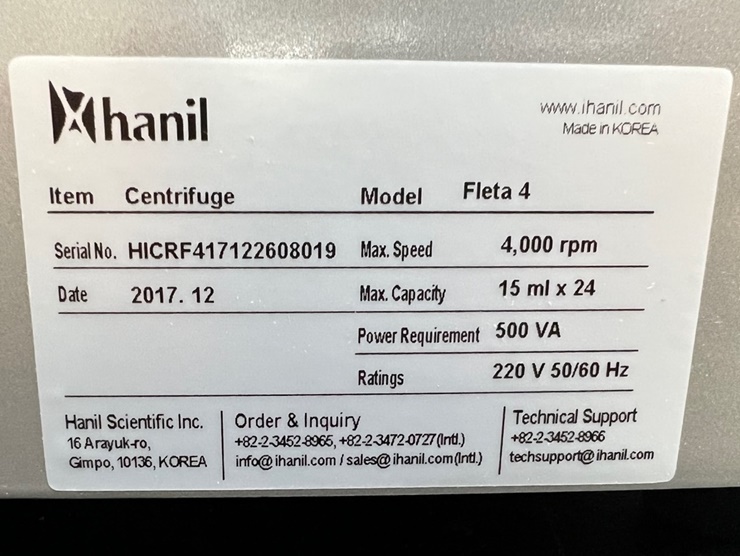 hanil
www.ihanil.com
Made in KOREA
Item Centrifuge Model Fleta 4
Serial No. HICRF417122608019 Max. Speed 4,000 rpm
Date 2017. 12 Max. Capacity 15 ml x 24
Power Requirement 500 VA
Ratings 220 V 50/60 Hz
Hanil Scientific Inc.
16 Arayuk-ro,
Gimpo, 10136, KOREA
Order & Inquiry
+82-2-3452-8965, +82-2-3472-0727(Intl.)
info@ihanil.com / sales@ihanil.com(Intl.)
Technical Support
+82-2-3452-8966
techsupport@ihanil.com